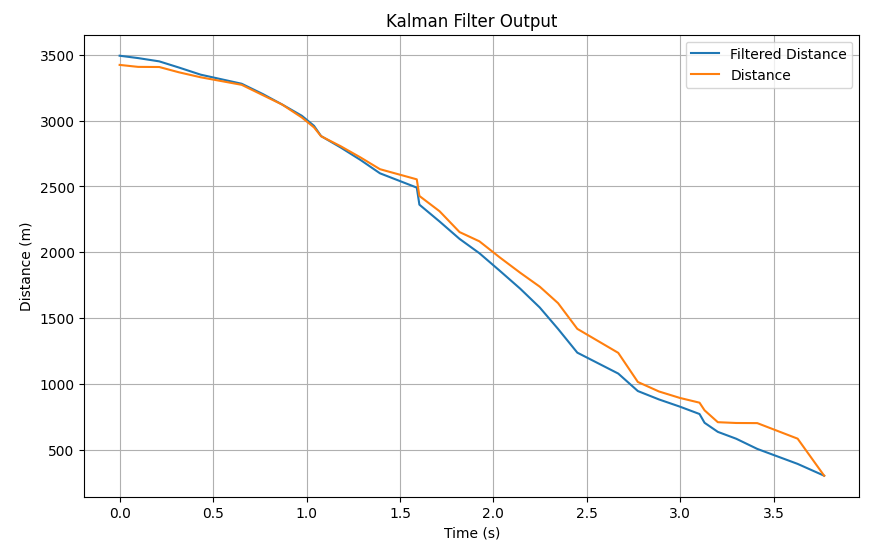 Kalman Filter Output
Filtered Distance
Distance
3500
3000
2500
2000
1500
1000
500
Distance (m)
0.0 0.5 1.0 1.5 2.0 2.5 3.0 3.5
Time (s)